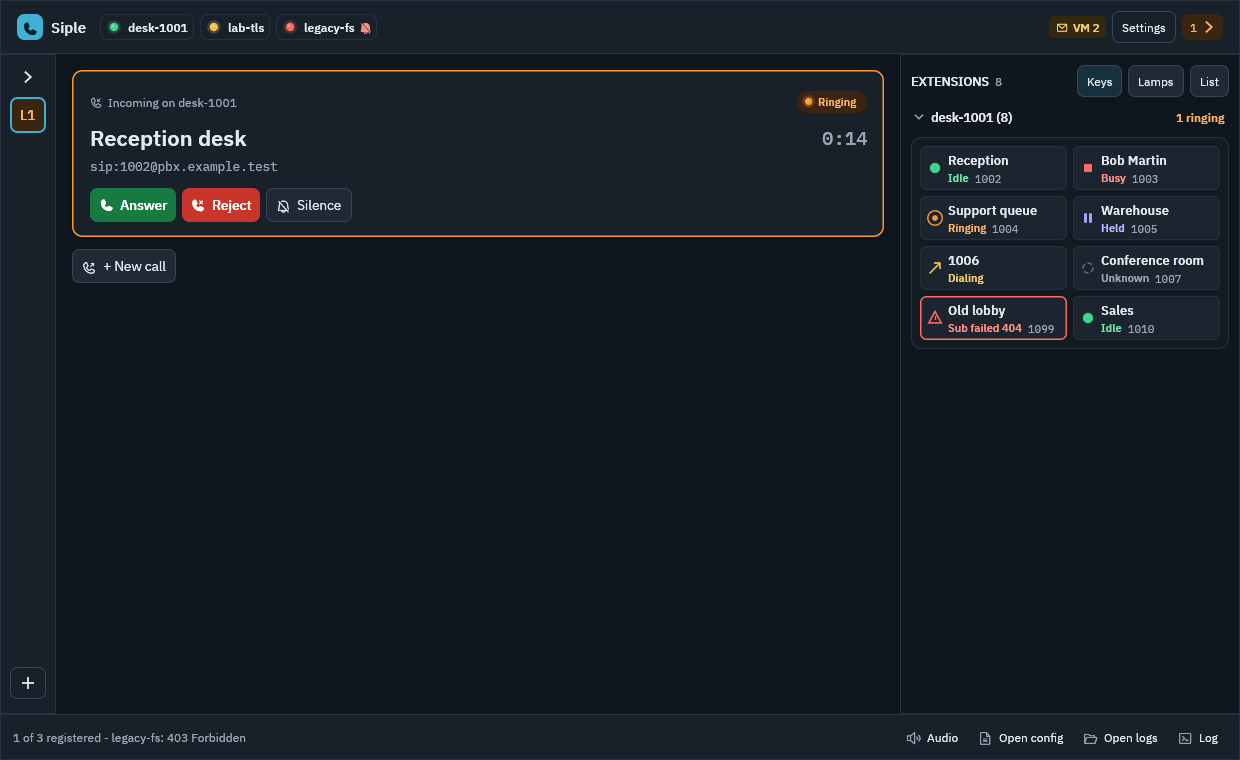 Siple
desk-1001
lab-tls
legacy-fs
VM 2
Settings
1
L1
Incoming on desk-1001
Ringing
Reception desk
0:14
sip:1002@pbx.example.test
Answer
Reject
Silence
+ New call
EXTENSIONS 8
Keys
Lamps
List
desk-1001 (8)
1 ringing
Reception
Idle 1002
Bob Martin
Busy 1003
Support queue
Ringing 1004
Warehouse
Held 1005
1006
Dialing
Conference room
Unknown 1007
Old lobby
Sub failed 404 1099
Sales
Idle 1010
1 of 3 registered - legacy-fs: 403 Forbidden
Audio
Open config
Open logs
Log